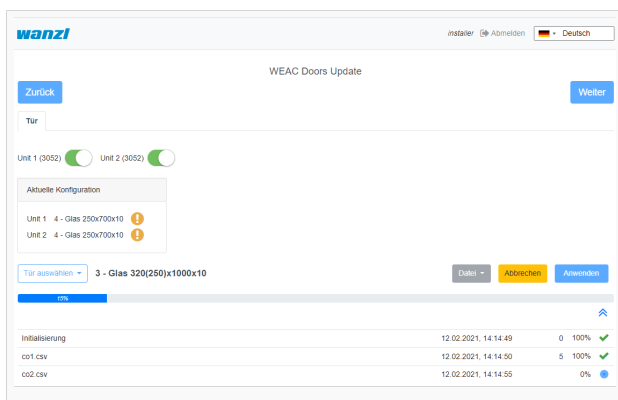 wanzl
installer Abmelden Deutsch
WEAC Doors Update
Zurück Weiter
Tür
Unit 1 (3052) Unit 2 (3052)
Aktuelle Konfiguration
Unit 1 4 - Glas 250x700x10
Unit 2 4 - Glas 250x700x10
Tür auswählen 3 - Glas 320(250)x1000x10 Datei Abbrechen Anwenden
15%
Initialisierung 12.02.2021, 14:14:49 0 100%
co1.csv 12.02.2021, 14:14:50 5 100%
co2.csv 12.02.2021, 14:14:55 0%